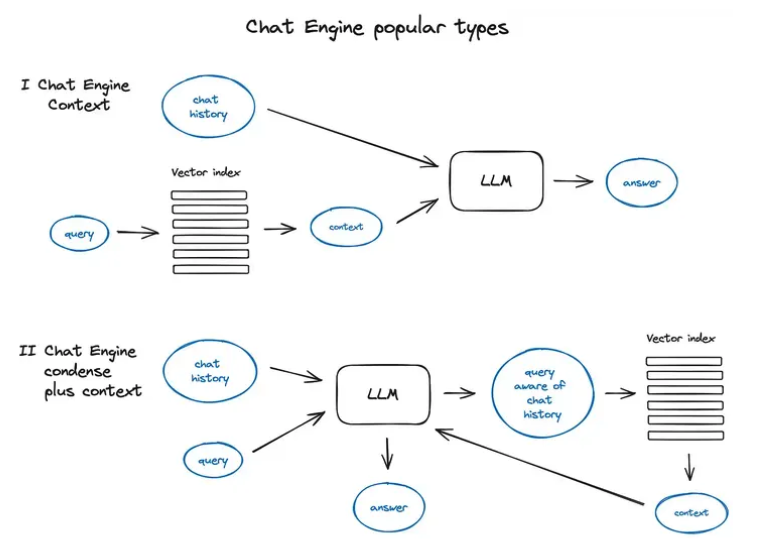 Chat Engine popular types
I Chat Engine
Context
chat
history
Vector index
query
context
LLM
answer
II Chat Engine
condense
plus context
chat
history
query
LLM
answer
query
aware of
chat
history
Vector index
context